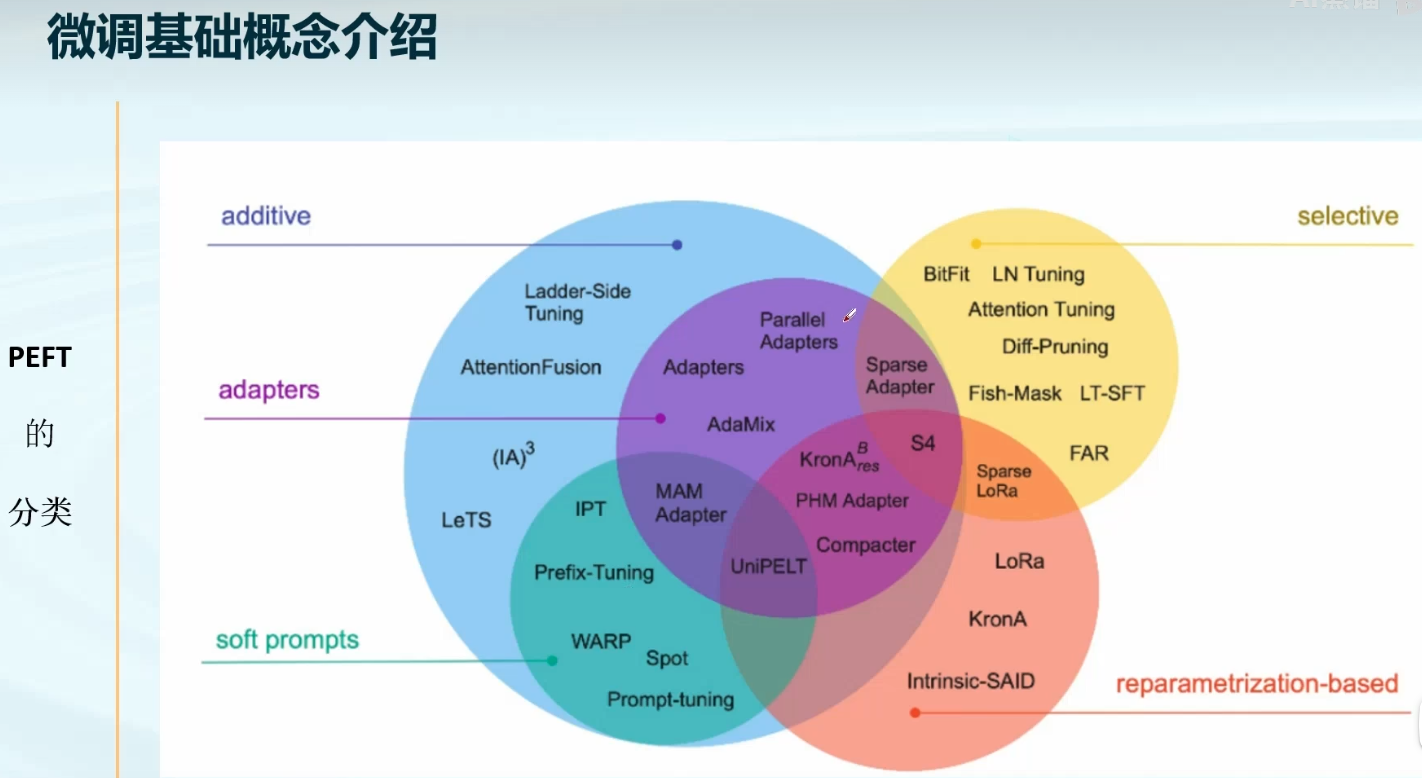 微调基础概念介绍
PEFT
的
分类
additive
selective
adapters
soft prompts
reparametrization-based
Ladder-Side
Tuning
AttentionFusion
(IA)³
LeTS
Parallel
Adapters
Adapters
AdaMix
Sparse
Adapter
S4
KronA^B_res
PHM Adapter
Compacter
MAM
Adapter
UniPELT
IPT
Prefix-Tuning
WARP
Spot
Prompt-tuning
BitFit LN Tuning
Attention Tuning
Diff-Pruning
Fish-Mask LT-SFT
FAR
Sparse
LoRa
LoRa
KronA
Intrinsic-SAID